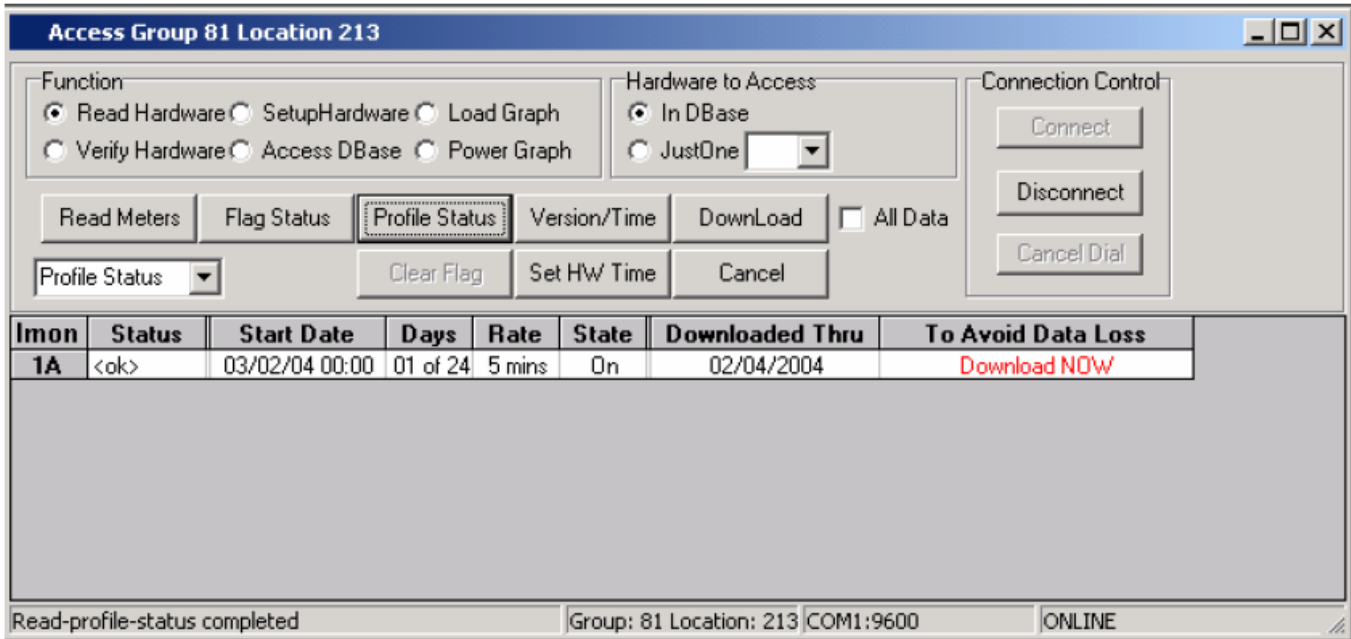 Access Group 81 Location 213
Function
Hardware to Access
Connection Control
Read Hardware SetupHardware Load Graph
In DBase
Connect
Verify Hardware Access DBase Power Graph
JustOne
Disconnect
Read Meters Flag Status Profile Status Version/Time DownLoad All Data
Cancel Dial
Profile Status Clear Flag Set HW Time Cancel
Imon Status Start Date Days Rate State Downloaded Thru To Avoid Data Loss
1A <ok> 03/02/04 00:00 01 of 24 5 mins On 02/04/2004 Download NOW
Read-profile-status completed Group: 81 Location: 213 COM1:9600 ONLINE